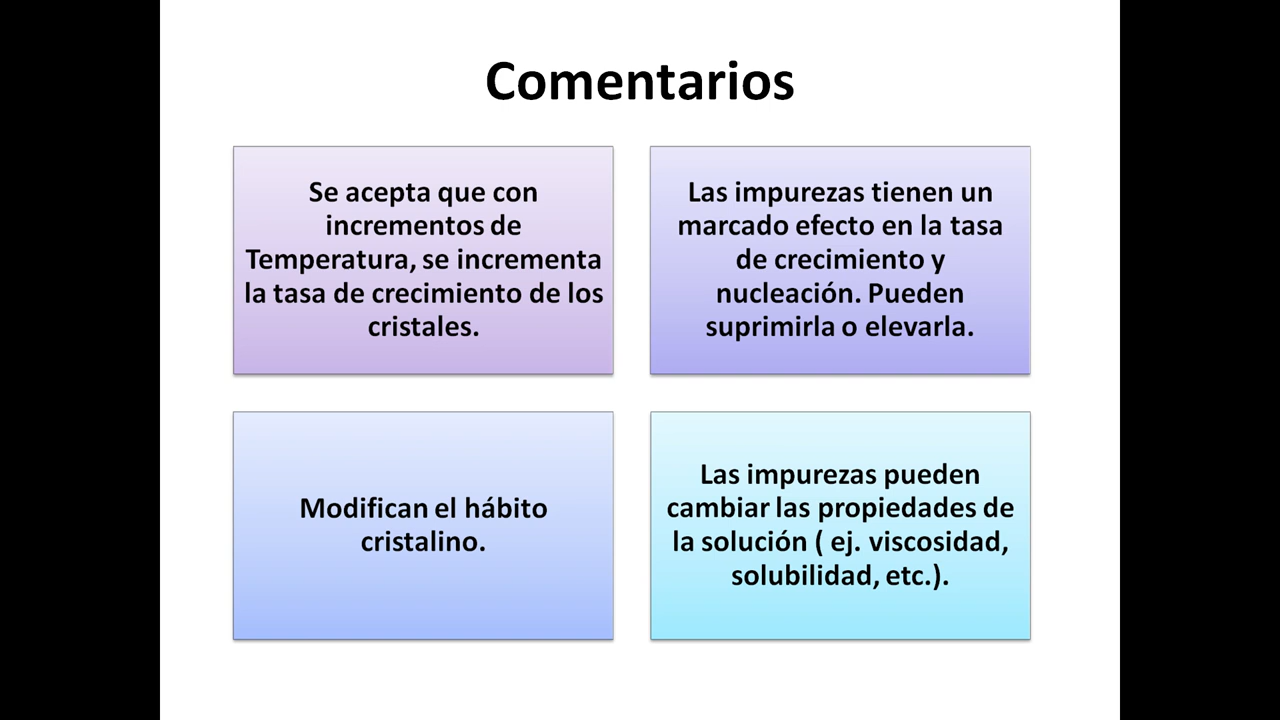 Comentarios
Se acepta que con
incrementos de
Temperatura, se incrementa
la tasa de crecimiento de los
cristales.
Las impurezas tienen un
marcado efecto en la tasa
de crecimiento y
nucleación. Pueden
suprimirla o elevarla.
Modifican el hábito
cristalino.
Las impurezas pueden
cambiar las propiedades de
la solución ( ej. viscosidad,
solubilidad, etc.).